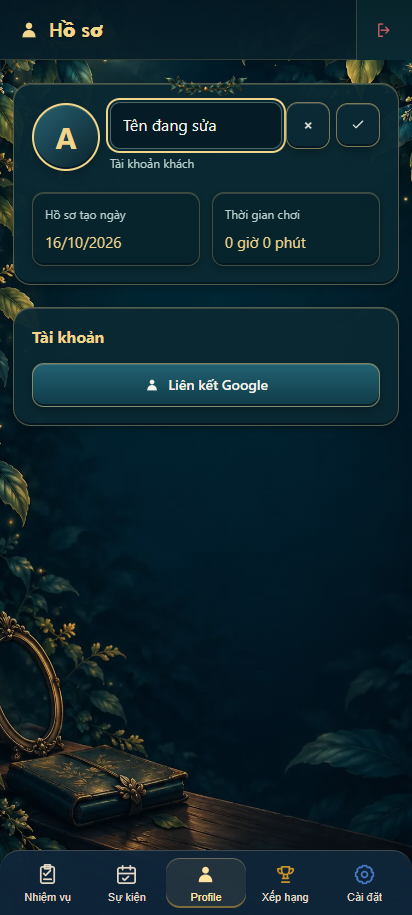 Hồ sơ
A
Tên đang sửa
×
Tài khoản khách
Hồ sơ tạo ngày
Thời gian chơi
16/10/2026
0 giờ 0 phút
Tài khoản
Liên kết Google
Nhiệm vụ
Sự kiện
Profile
Xếp hạng
Cài đặt